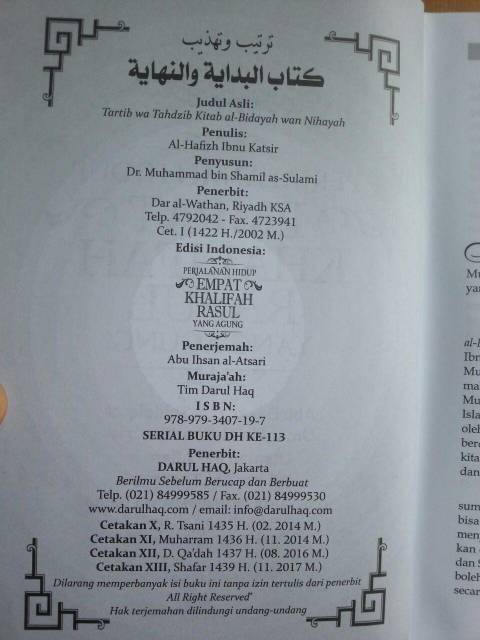 ترتيب وتهذيب
كتاب البداية والنهاية
Judul Asli:
Tartib wa Tahdzib Kitab al-Bidayah wan Nihayah
Penulis:
Al-Hafizh Ibnu Katsir
Penyusun:
Dr. Muhammad bin Shamil as-Sulami
Penerbit:
Dar al-Wathan, Riyadh KSA
Telp. 4792042 - Fax. 4723941
Cet. I (1422 H./2002 M.)
Edisi Indonesia:
PERJALANAN HIDUP
EMPAT
KHALIFAH
RASUL
YANG AGUNG
Penerjemah:
Abu Ihsan al-Atsari
Muraja'ah:
Tim Darul Haq
I S B N:
978-979-3407-19-7
SERIAL BUKU DH KE-113
Penerbit:
DARUL HAQ, Jakarta
Berilmu Sebelum Berucap dan Berbuat
Telp. (021) 84999585 / Fax. (021) 84999530
www.darulhaq.com / email: info@darulhaq.com
Cetakan X, R. Tsani 1435 H. (02. 2014 M.)
Cetakan XI, Muharram 1436 H. (11. 2014 M.)
Cetakan XII, D. Qa'dah 1437 H. (08. 2016 M.)
Cetakan XIII, Shafar 1439 H. (11. 2017 M.)
Dilarang memperbanyak isi buku ini tanpa izin tertulis dari penerbit
All Right Reserved®
Hak terjemahan dilindungi undang-undang